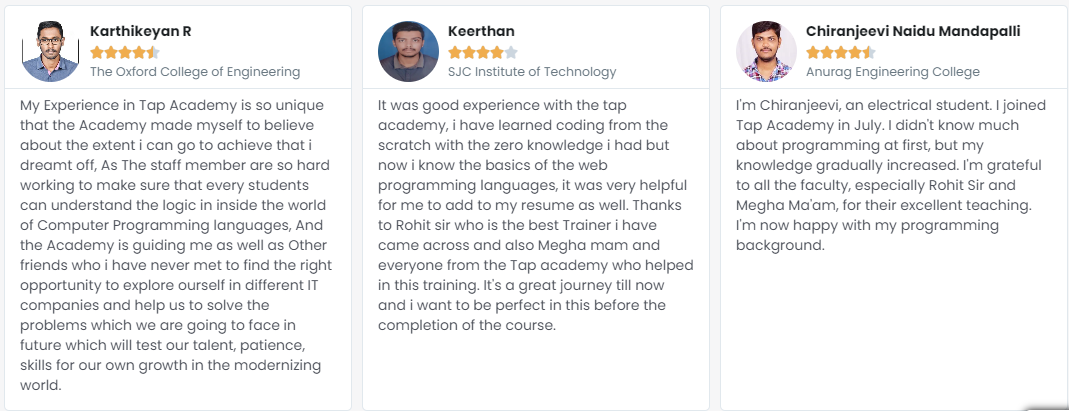 Karthikeyan R
The Oxford College of Engineering
My Experience in Tap Academy is so unique
that the Academy made myself to believe
about the extent i can go to achieve that i
dreamt off, As The staff member are so hard
working to make sure that every students
can understand the logic in inside the world
of Computer Programming languages, And
the Academy is guiding me as well as Other
friends who i have never met to find the right
opportunity to explore ourself in different IT
companies and help us to solve the
problems which we are going to face in
future which will test our talent, patience,
skills for our own growth in the modernizing
world.
Keerthan
SJC Institute of Technology
It was good experience with the tap
academy, i have learned coding from the
scratch with the zero knowledge i had but
now i know the basics of the web
programming languages, it was very helpful
for me to add to my resume as well. Thanks
to Rohit sir who is the best Trainer i have
came across and also Megha mam and
everyone from the Tap academy who helped
in this training. It's a great journey till now
and i want to be perfect in this before the
completion of the course.
Chiranjeevi Naidu Mandapalli
Anurag Engineering College
I'm Chiranjeevi, an electrical student. I joined
Tap Academy in July. I didn't know much
about programming at first, but my
knowledge gradually increased. I'm grateful
to all the faculty, especially Rohit Sir and
Megha Ma'am, for their excellent teaching.
I'm now happy with my programming
background.